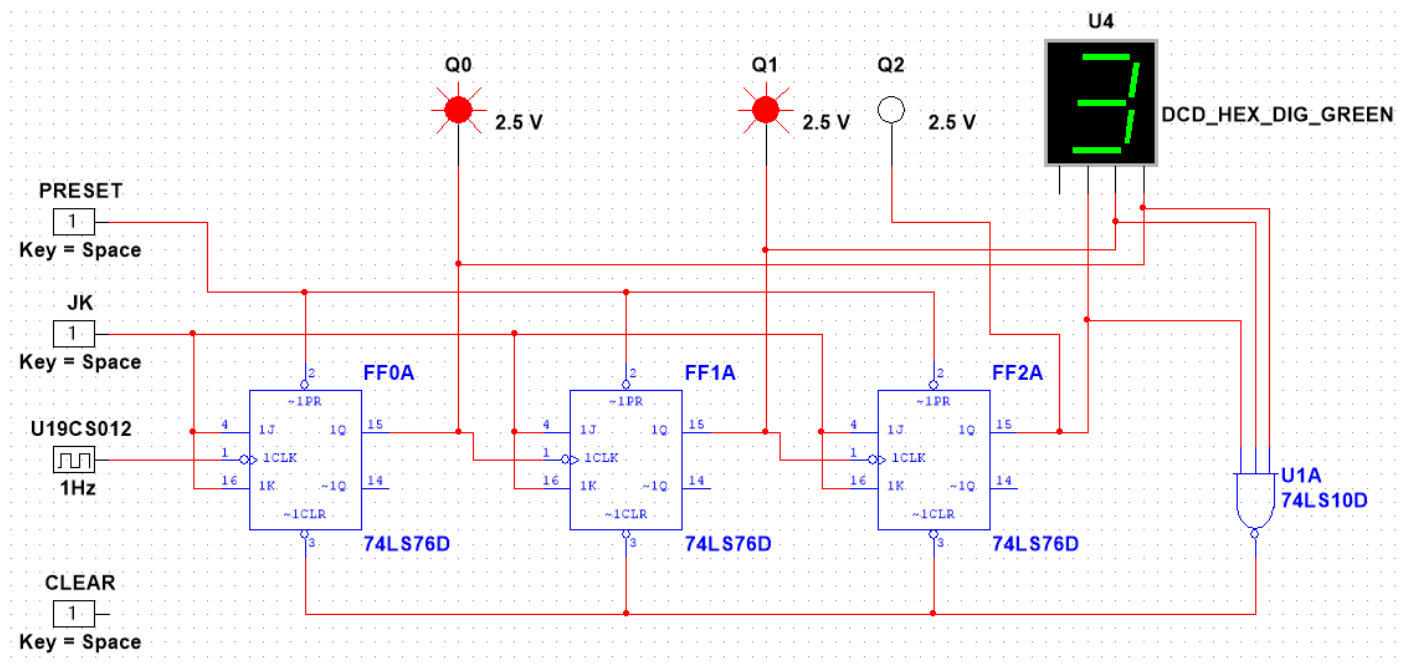 U4
Q0
Q1
Q2
2.5 V
2.5 V
2.5 V
DCD_HEX_DIG_GREEN
3
PRESET
1
Key = Space
JK
1
Key = Space
U19CS012
1Hz
CLEAR
1
Key = Space
FF0A
2
~1PR
4
1J
1Q
15
1
1CLK
16
1K
~1Q
14
~1CLR
3
74LS76D
FF1A
2
~1PR
4
1J
1Q
15
1
1CLK
16
1K
~1Q
14
~1CLR
3
74LS76D
FF2A
2
~1PR
4
1J
1Q
15
1
1CLK
16
1K
~1Q
14
~1CLR
3
74LS76D
U1A
74LS10D